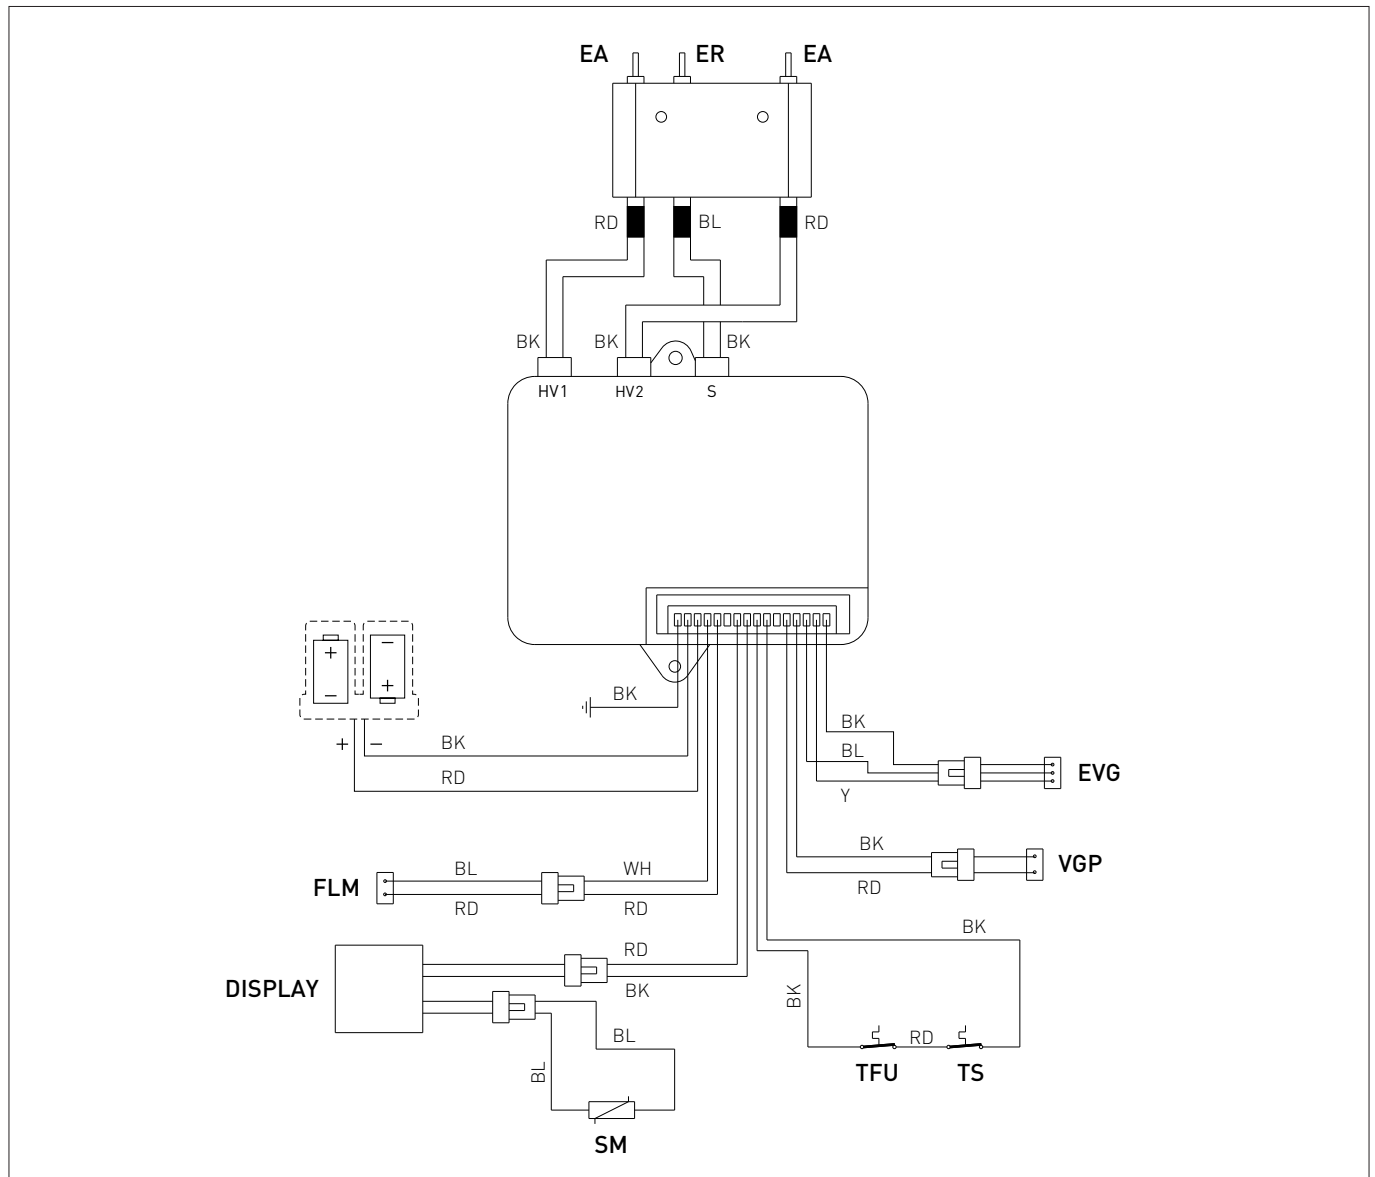 EA ER EA
RD BL RD
BK BK BK
HV1 HV2 S
+ −
− +
BK
+ − BK
RD
BK
BL
Y
EVG
BK
RD
VGP
FLM
BL WH
RD RD
DISPLAY
RD
BK
BL
BL
SM
BK
BK
RD
TFU TS